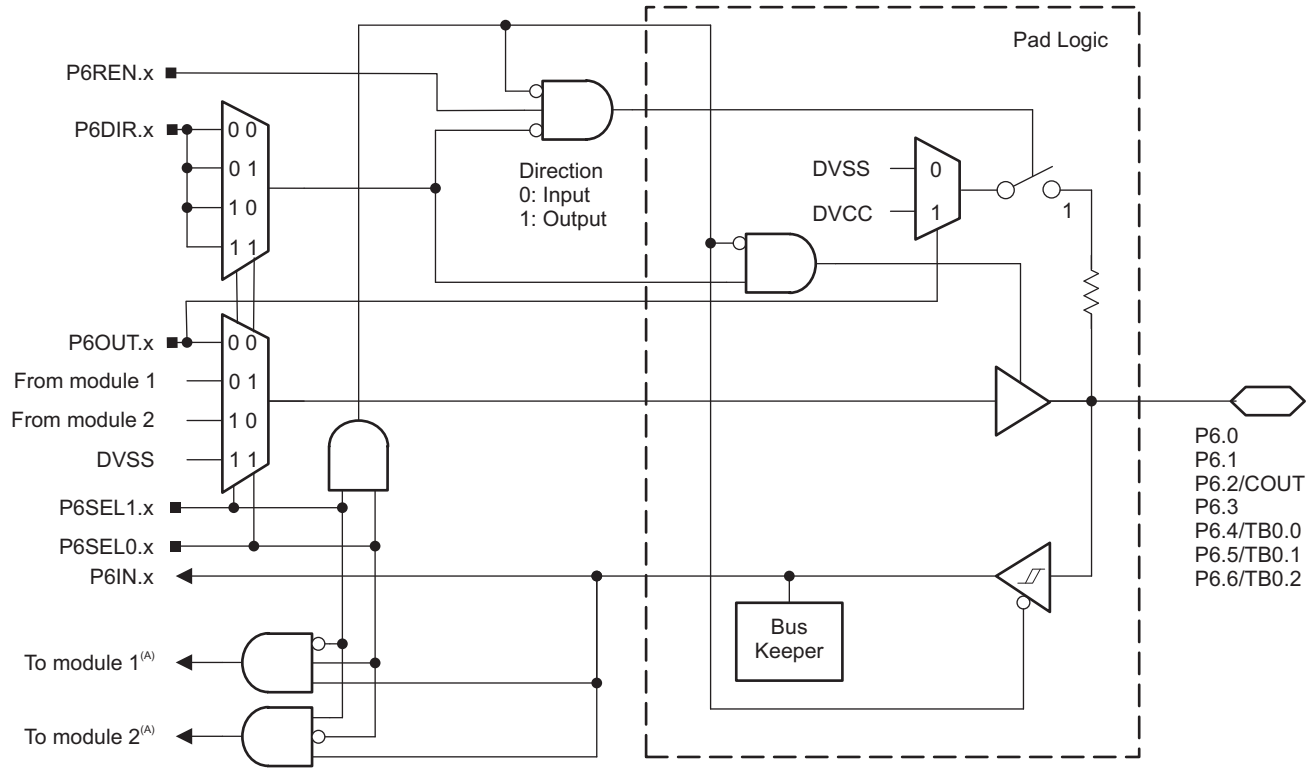 Pad Logic
P6REN.x
P6DIR.x
0 0
0 1
1 0
1 1
Direction
0: Input
1: Output
DVSS
0
DVCC
1
1
P6OUT.x
0 0
From module 1
0 1
From module 2
1 0
DVSS
1 1
P6SEL1.x
P6SEL0.x
P6IN.x
P6.0
P6.1
P6.2/COUT
P6.3
P6.4/TB0.0
P6.5/TB0.1
P6.6/TB0.2
Bus
Keeper
To module 1(A)
To module 2(A)